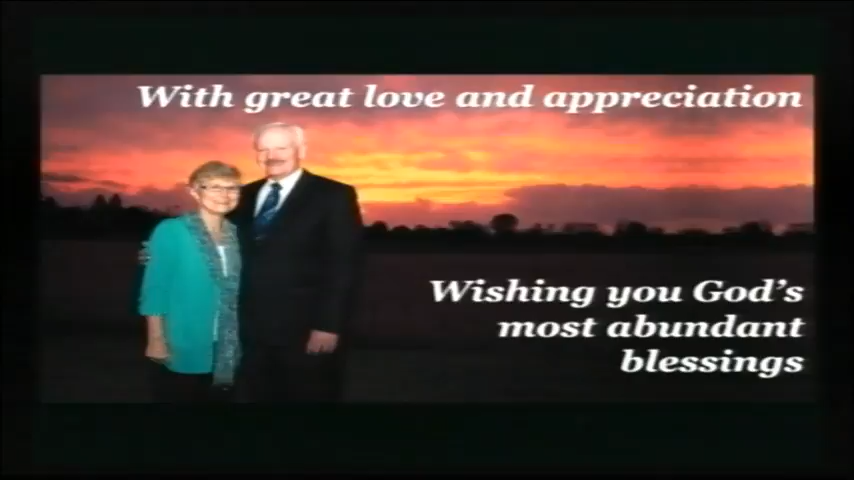 With great love and appreciation
Wishing you God's
most abundant
blessings